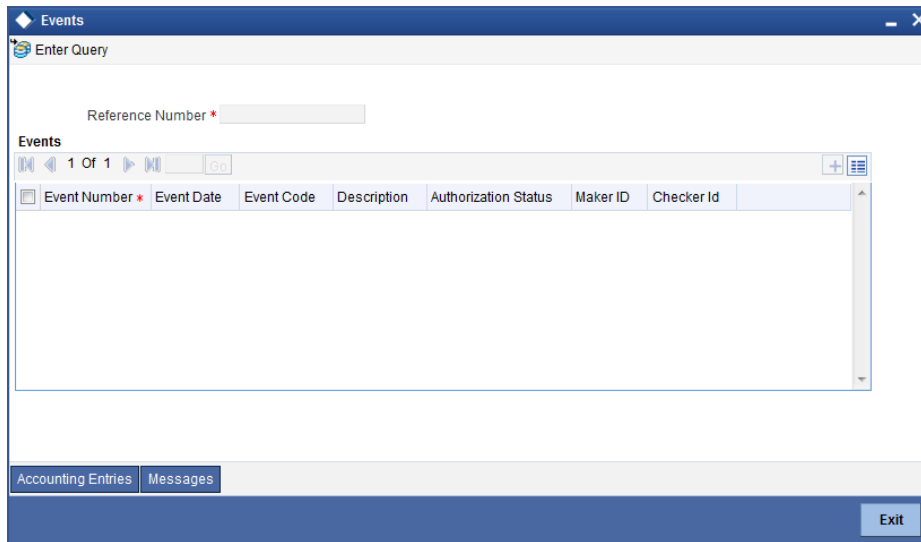 Events
Enter Query
Reference Number *
Events
1 Of 1 Go
Event Number * Event Date Event Code Description Authorization Status Maker ID Checker Id
Accounting Entries Messages
Exit